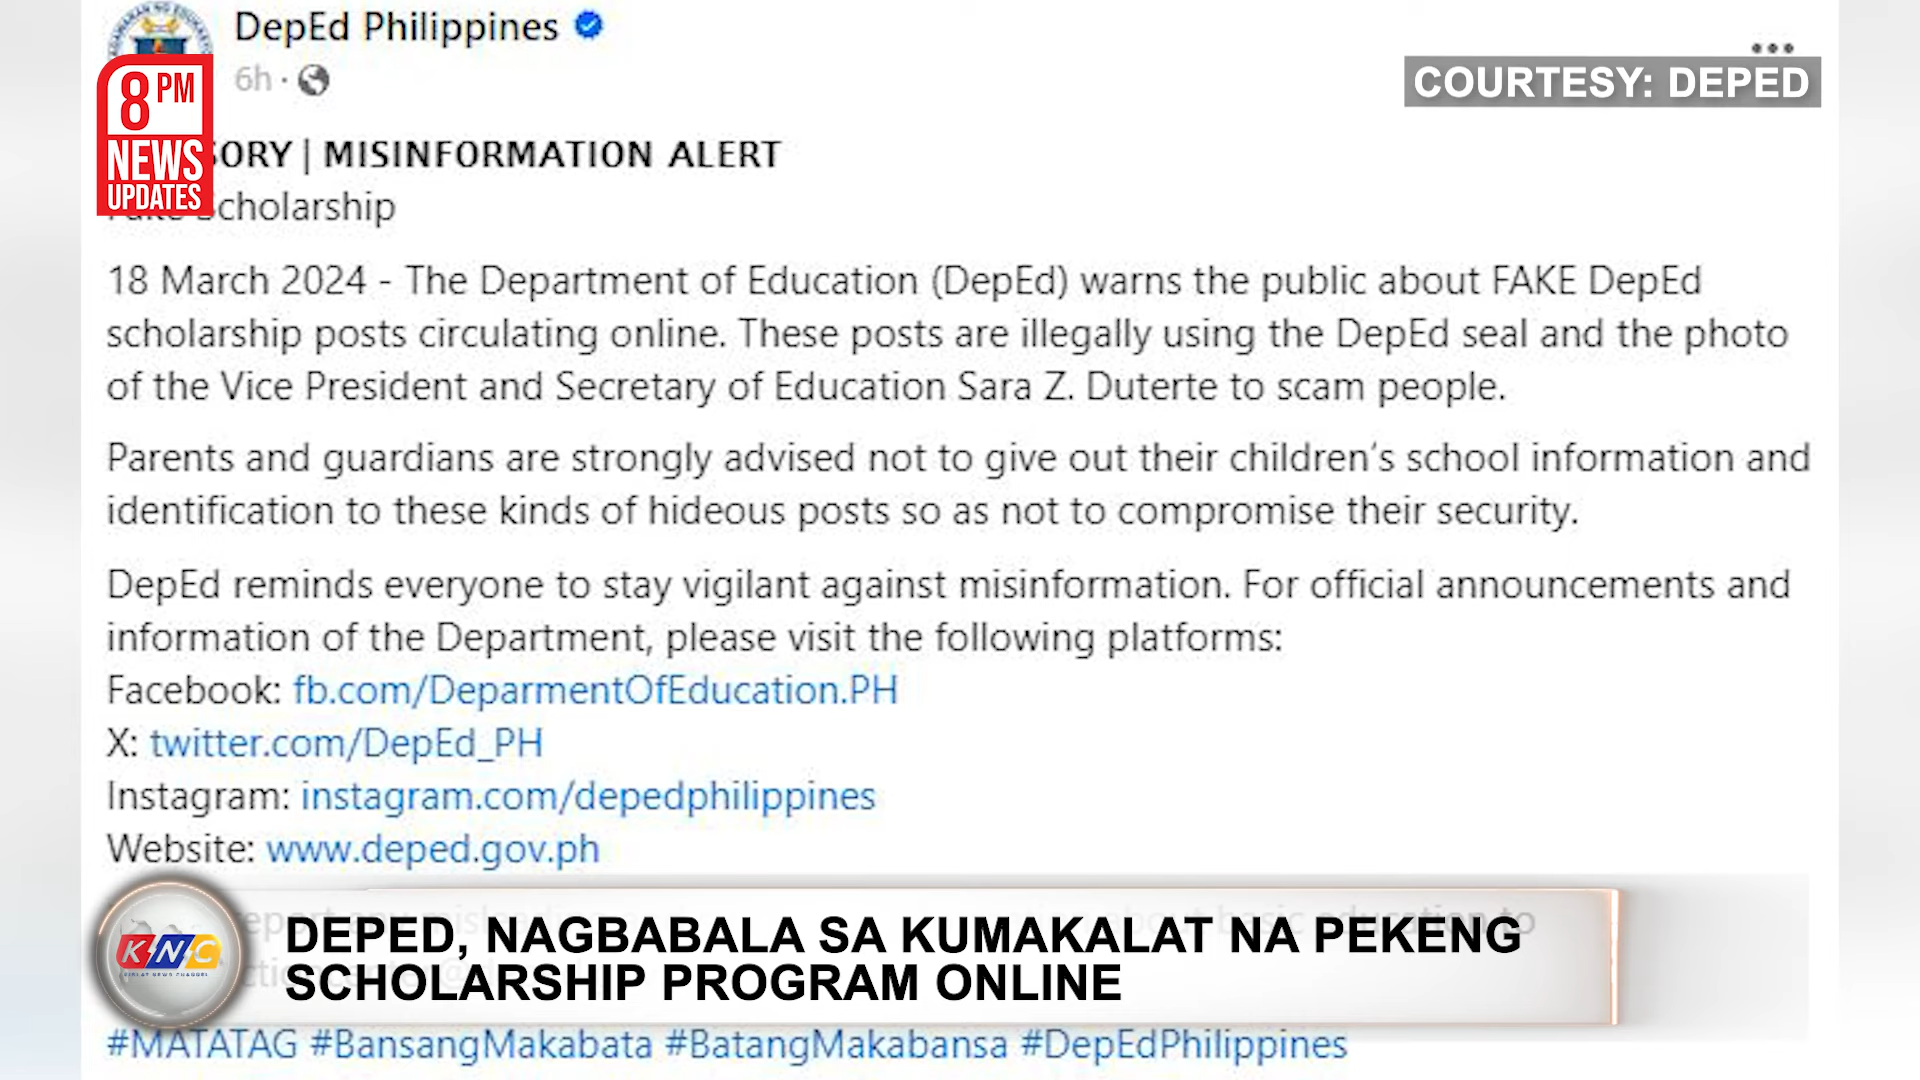 DepEd Philippines
6h ·
8 PM
NEWS
UPDATES
COURTESY: DEPED
SORY | MISINFORMATION ALERT
Scholarship
18 March 2024 - The Department of Education (DepEd) warns the public about FAKE DepEd
scholarship posts circulating online. These posts are illegally using the DepEd seal and the photo
of the Vice President and Secretary of Education Sara Z. Duterte to scam people.
Parents and guardians are strongly advised not to give out their children's school information and
identification to these kinds of hideous posts so as not to compromise their security.
DepEd reminds everyone to stay vigilant against misinformation. For official announcements and
information of the Department, please visit the following platforms:
Facebook: fb.com/DeparmentOfEducation.PH
X: twitter.com/DepEd_PH
Instagram: instagram.com/depedphilippines
Website: www.deped.gov.ph
KNC
DEPED, NAGBABALA SA KUMAKALAT NA PEKENG
SCHOLARSHIP PROGRAM ONLINE
#MATATAG #BansangMakabata #BatangMakabansa #DepEdPhilippines